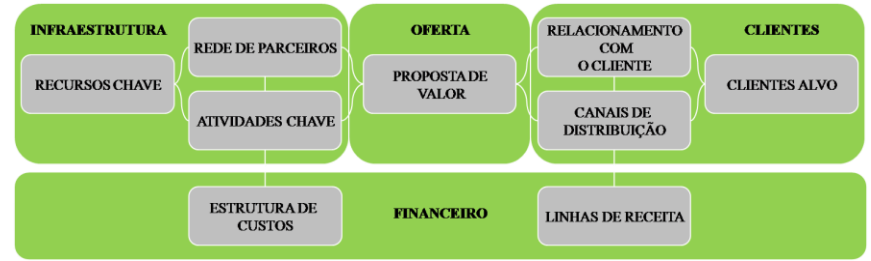 INFRAESTRUTURA
RECURSOS CHAVE
REDE DE PARCEIROS
ATIVIDADES CHAVE
OFERTA
PROPOSTA DE
VALOR
RELACIONAMENTO
COM
O CLIENTE
CANAIS DE
DISTRIBUIÇÃO
CLIENTES
CLIENTES ALVO
ESTRUTURA DE
CUSTOS
FINANCEIRO
LINHAS DE RECEITA